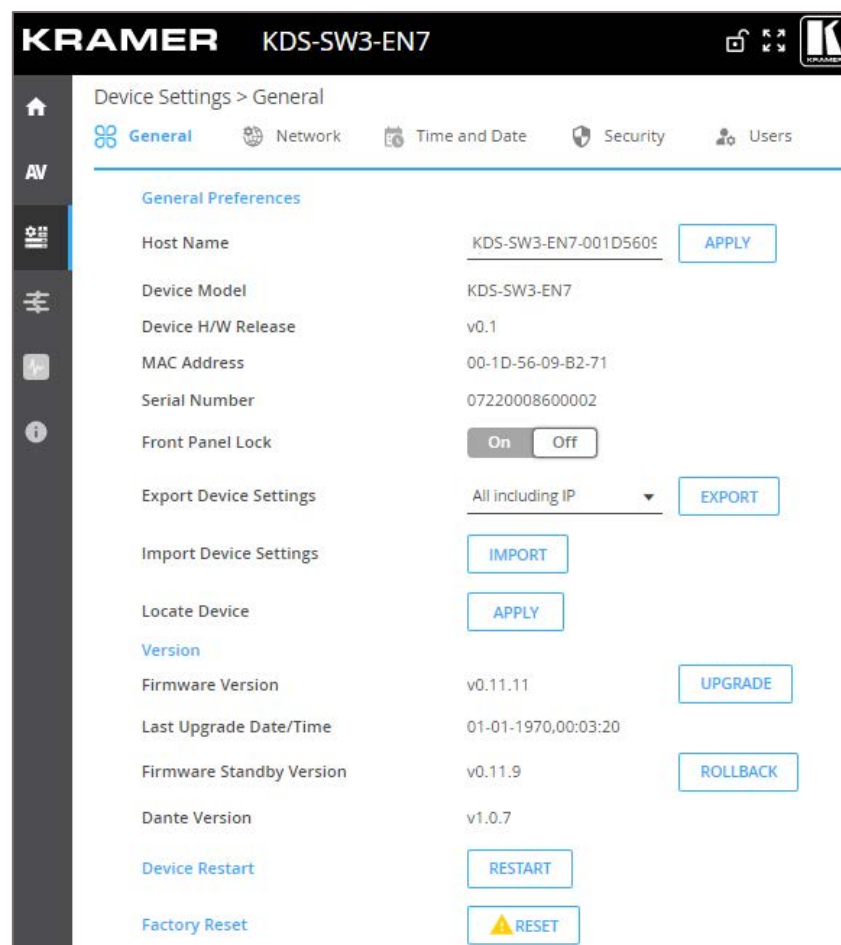 KRAMER KDS-SW3-EN7
K
KRAMER
Device Settings > General
General Network Time and Date Security Users
AV
General Preferences
Host Name KDS-SW3-EN7-001D5609 APPLY
Device Model KDS-SW3-EN7
Device H/W Release v0.1
MAC Address 00-1D-56-09-B2-71
Serial Number 07220008600002
Front Panel Lock On Off
Export Device Settings All including IP EXPORT
Import Device Settings IMPORT
Locate Device APPLY
Version
Firmware Version v0.11.11 UPGRADE
Last Upgrade Date/Time 01-01-1970,00:03:20
Firmware Standby Version v0.11.9 ROLLBACK
Dante Version v1.0.7
Device Restart RESTART
Factory Reset RESET